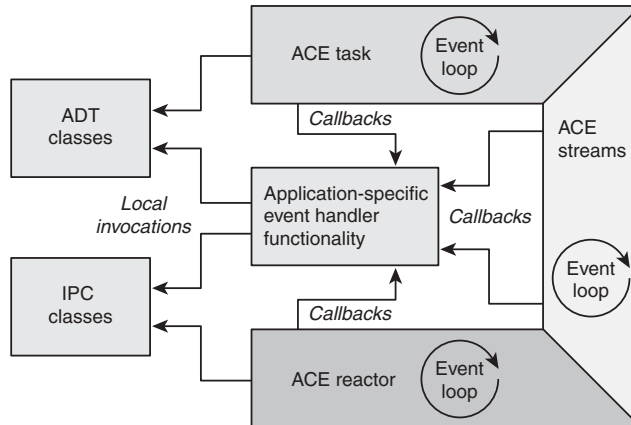 ACE task
Event
loop
ADT
classes
Callbacks
ACE
streams
Application-specific
event handler
functionality
Local
invocations
Callbacks
IPC
classes
Event
loop
Callbacks
ACE reactor
Event
loop